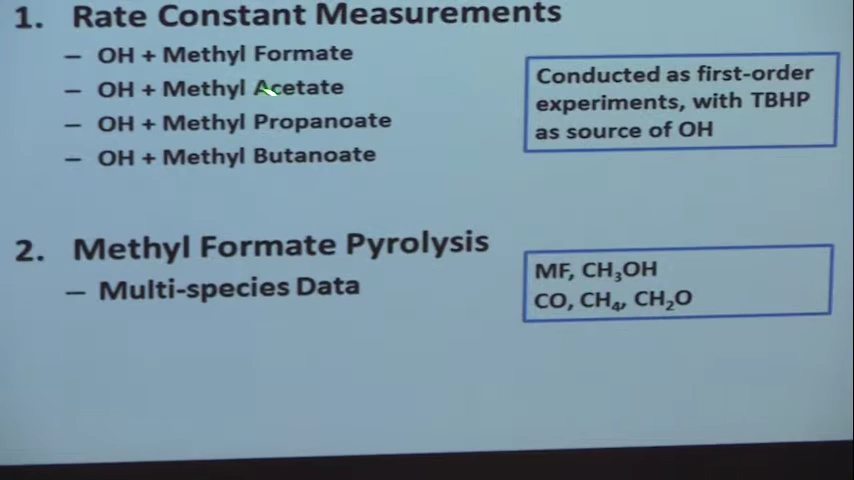 1. Rate Constant Measurements
– OH + Methyl Formate
– OH + Methyl Acetate
– OH + Methyl Propanoate
– OH + Methyl Butanoate
Conducted as first-order
experiments, with TBHP
as source of OH
2. Methyl Formate Pyrolysis
– Multi-species Data
MF, CH₃OH
CO, CH₄, CH₂O